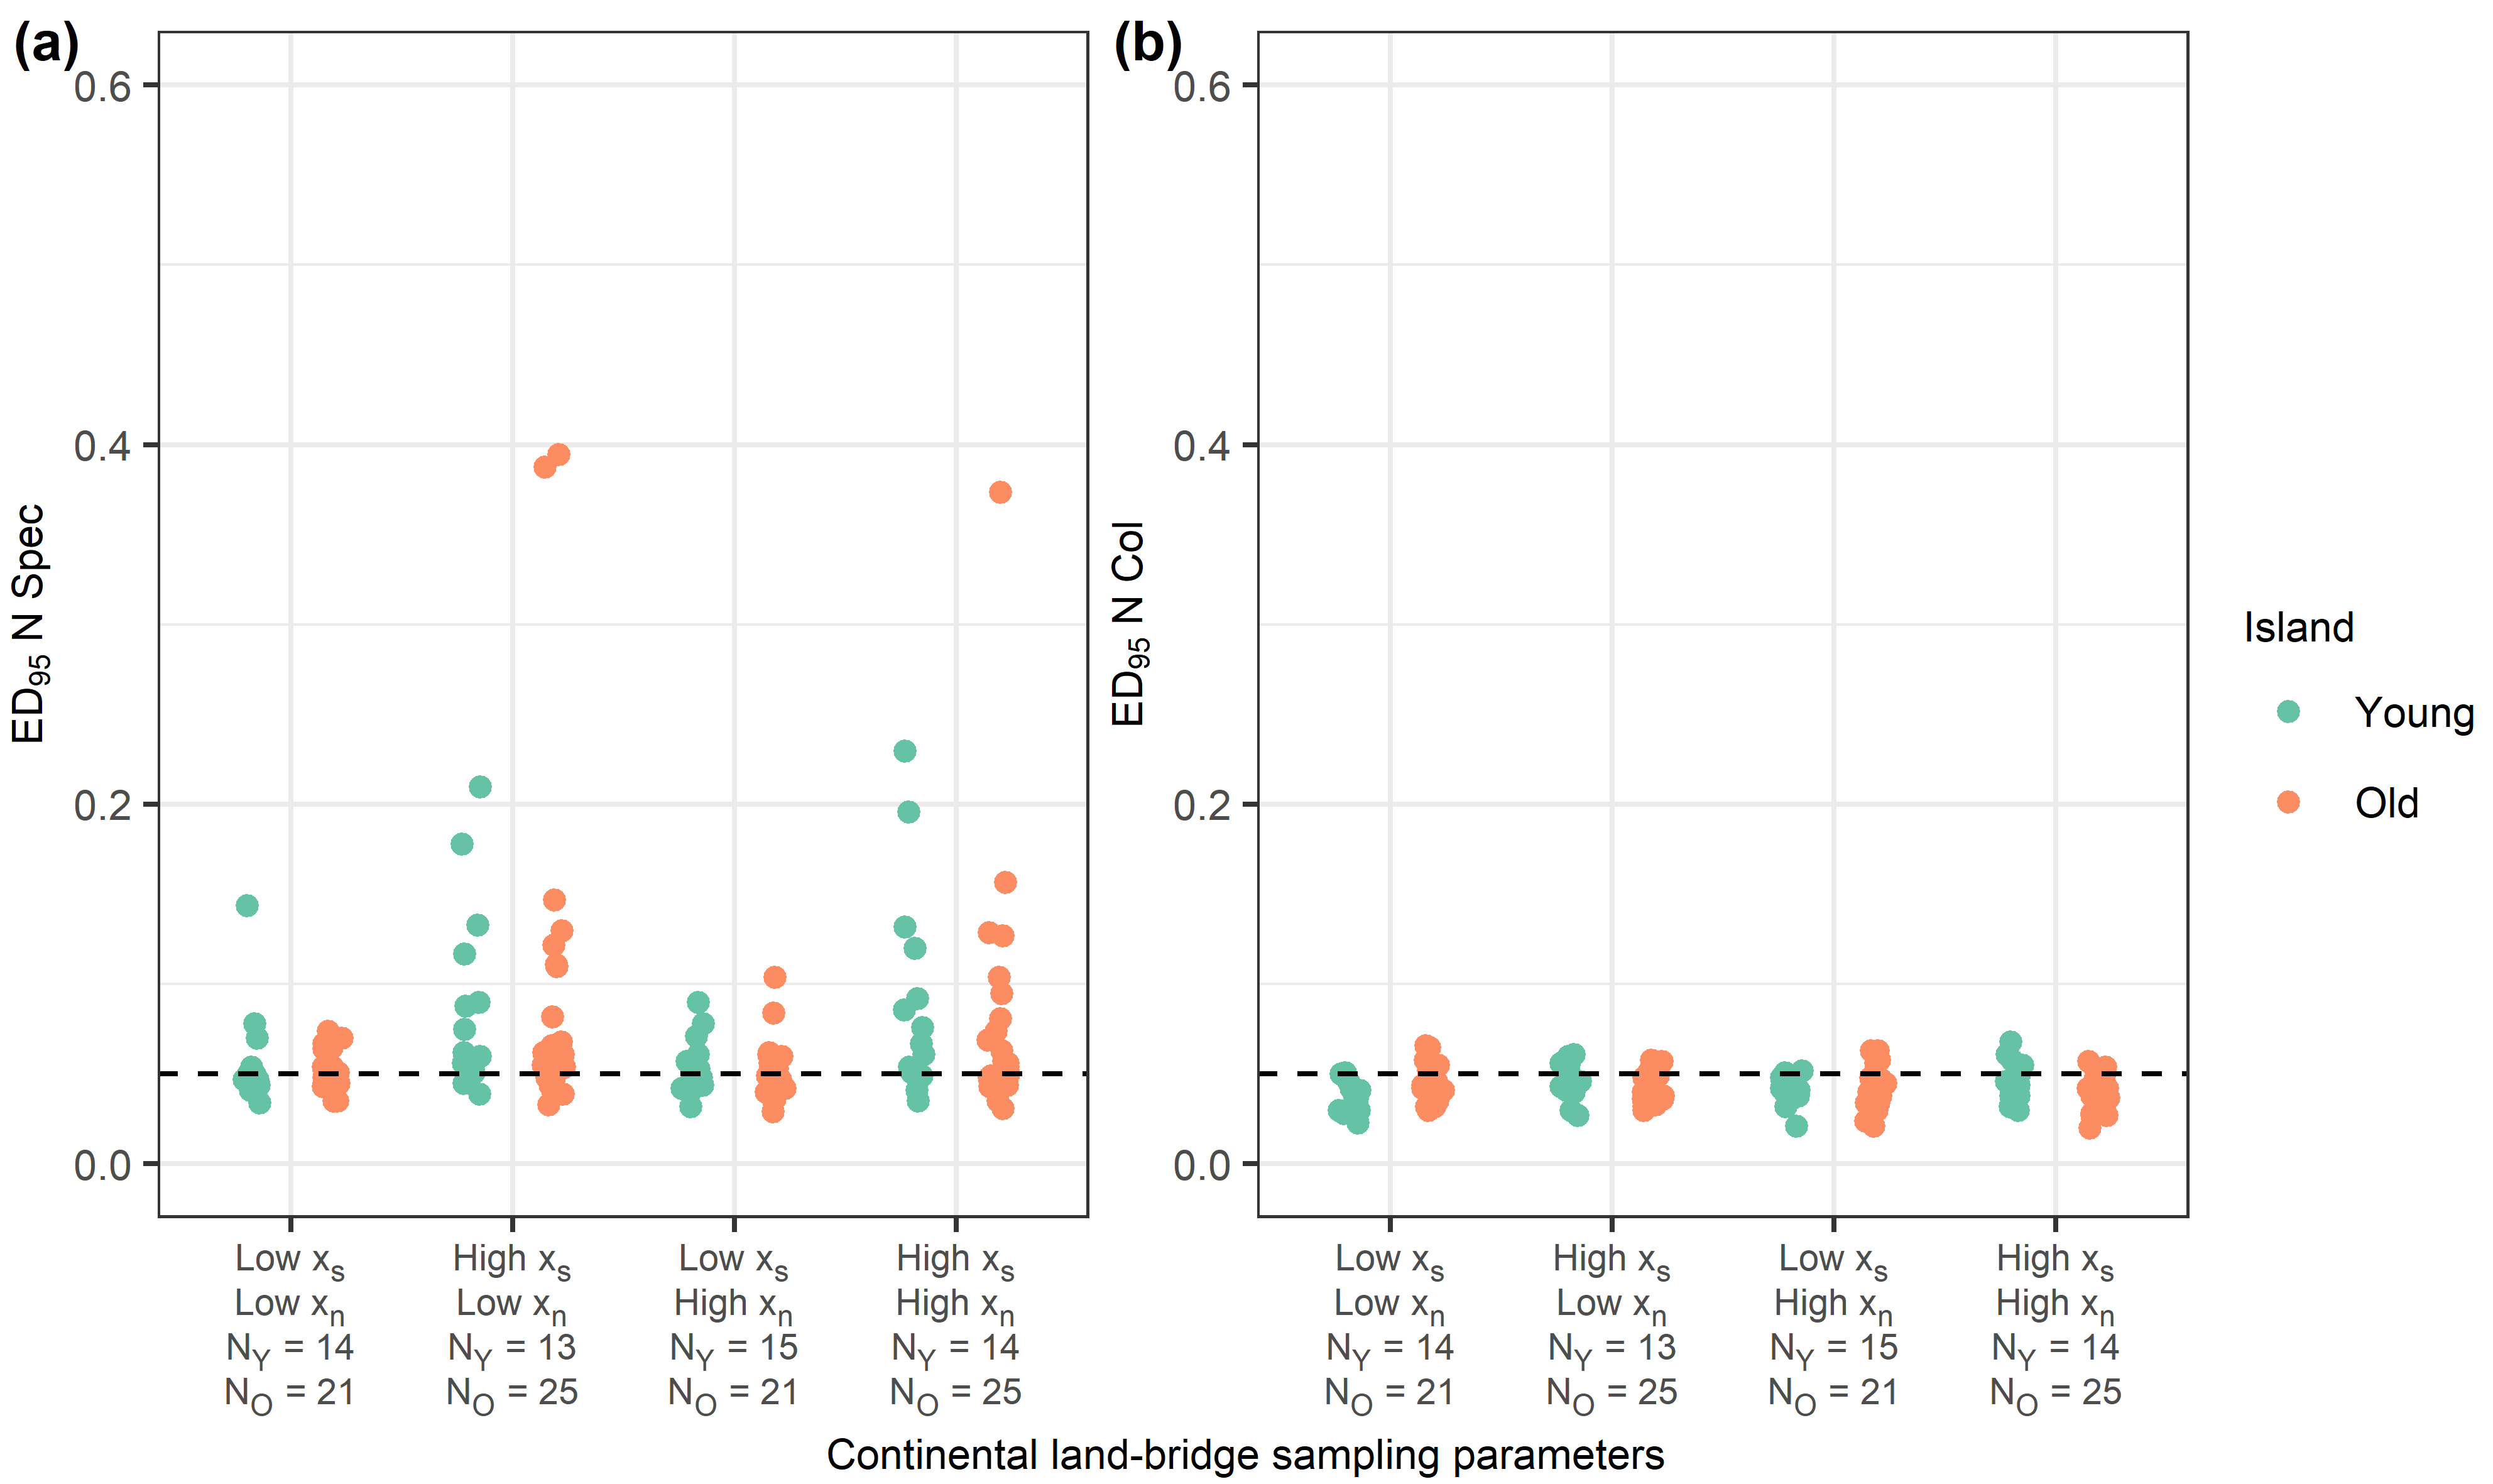 (a)
0.6
0.4
0.2
0.0
ED95 N Spec
Low xs
Low xn
NY = 14
NO = 21
High xs
Low xn
NY = 13
NO = 25
Low xs
High xn
NY = 15
NO = 21
High xs
High xn
NY = 14
NO = 25
(b)
0.6
0.4
0.2
0.0
ED95 N Col
Low xs
Low xn
NY = 14
NO = 21
High xs
Low xn
NY = 13
NO = 25
Low xs
High xn
NY = 15
NO = 21
High xs
High xn
NY = 14
NO = 25
Continental land-bridge sampling parameters
Island
Young
Old